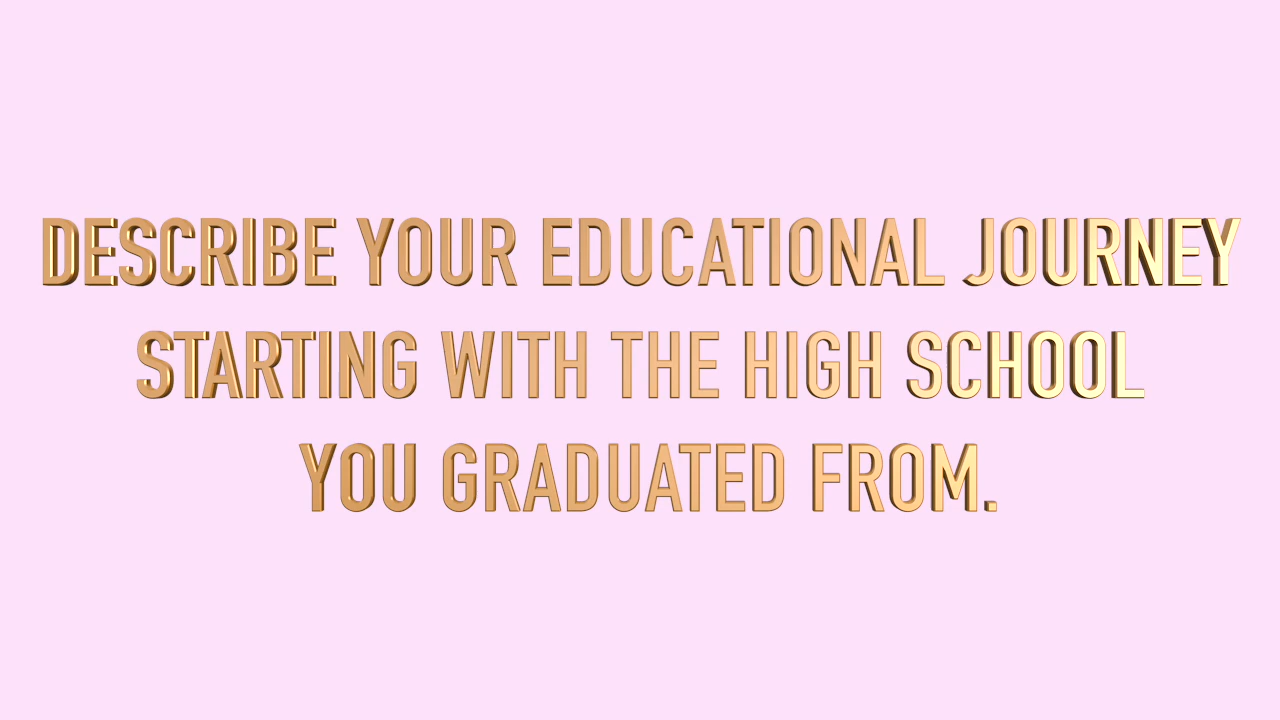 DESCRIBE YOUR EDUCATIONAL JOURNEY
STARTING WITH THE HIGH SCHOOL
YOU GRADUATED FROM.